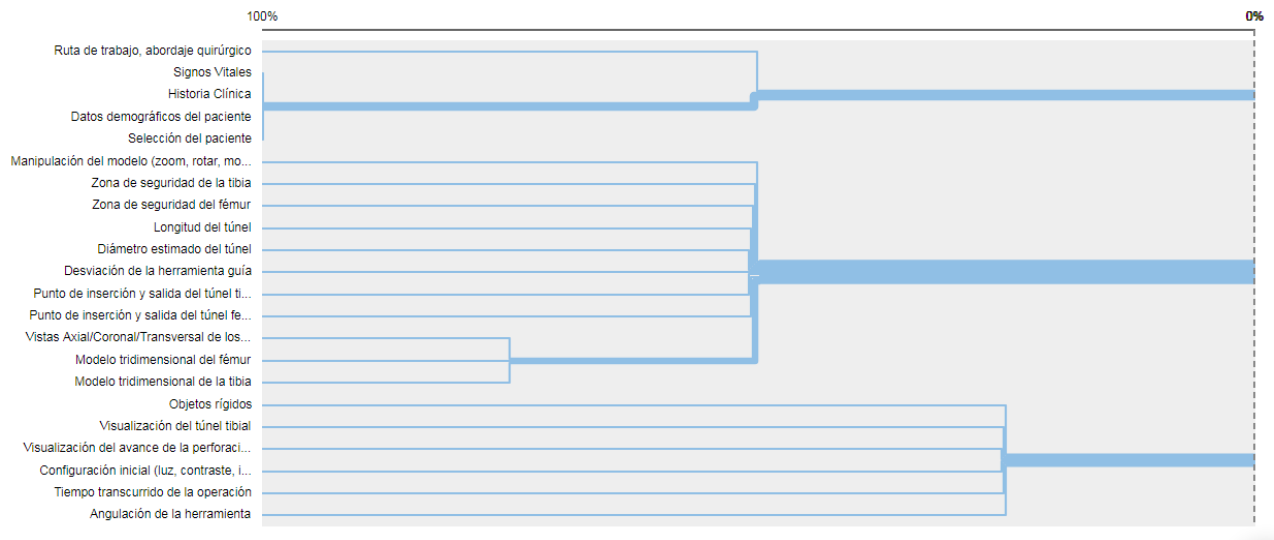 100% 0%
Ruta de trabajo, abordaje quirúrgico
Signos Vitales
Historia Clínica
Datos demográficos del paciente
Selección del paciente
Manipulación del modelo (zoom, rotar, mo...
Zona de seguridad de la tibia
Zona de seguridad del fémur
Longitud del túnel
Diámetro estimado del túnel
Desviación de la herramienta guía
Punto de inserción y salida del túnel ti...
Punto de inserción y salida del túnel fe...
Vistas Axial/Coronal/Transversal de los...
Modelo tridimensional del fémur
Modelo tridimensional de la tibia
Objetos rígidos
Visualización del túnel tibial
Visualización del avance de la perforaci...
Configuración inicial (luz, contraste, i...
Tiempo transcurrido de la operación
Angulación de la herramienta